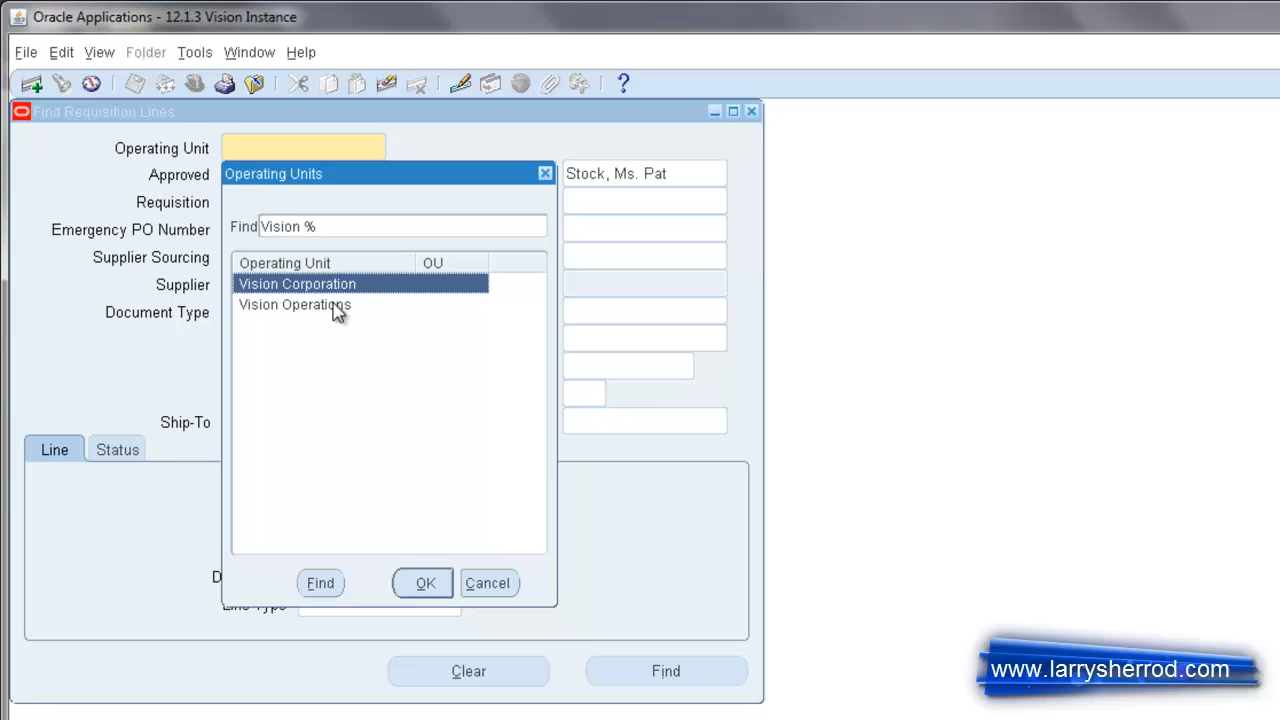 Oracle Applications - 12.1.3 Vision Instance
File Edit View Folder Tools Window Help
Find Requisition Lines
Operating Unit
Approved
Requisition
Emergency PO Number
Supplier Sourcing
Supplier
Document Type
Ship-To
Stock, Ms. Pat
Operating Units
Find Vision %
Operating Unit OU
Vision Corporation
Vision Operations
Find OK Cancel
Line Status
D
Line Type
Clear Find
www.larrysherrod.com